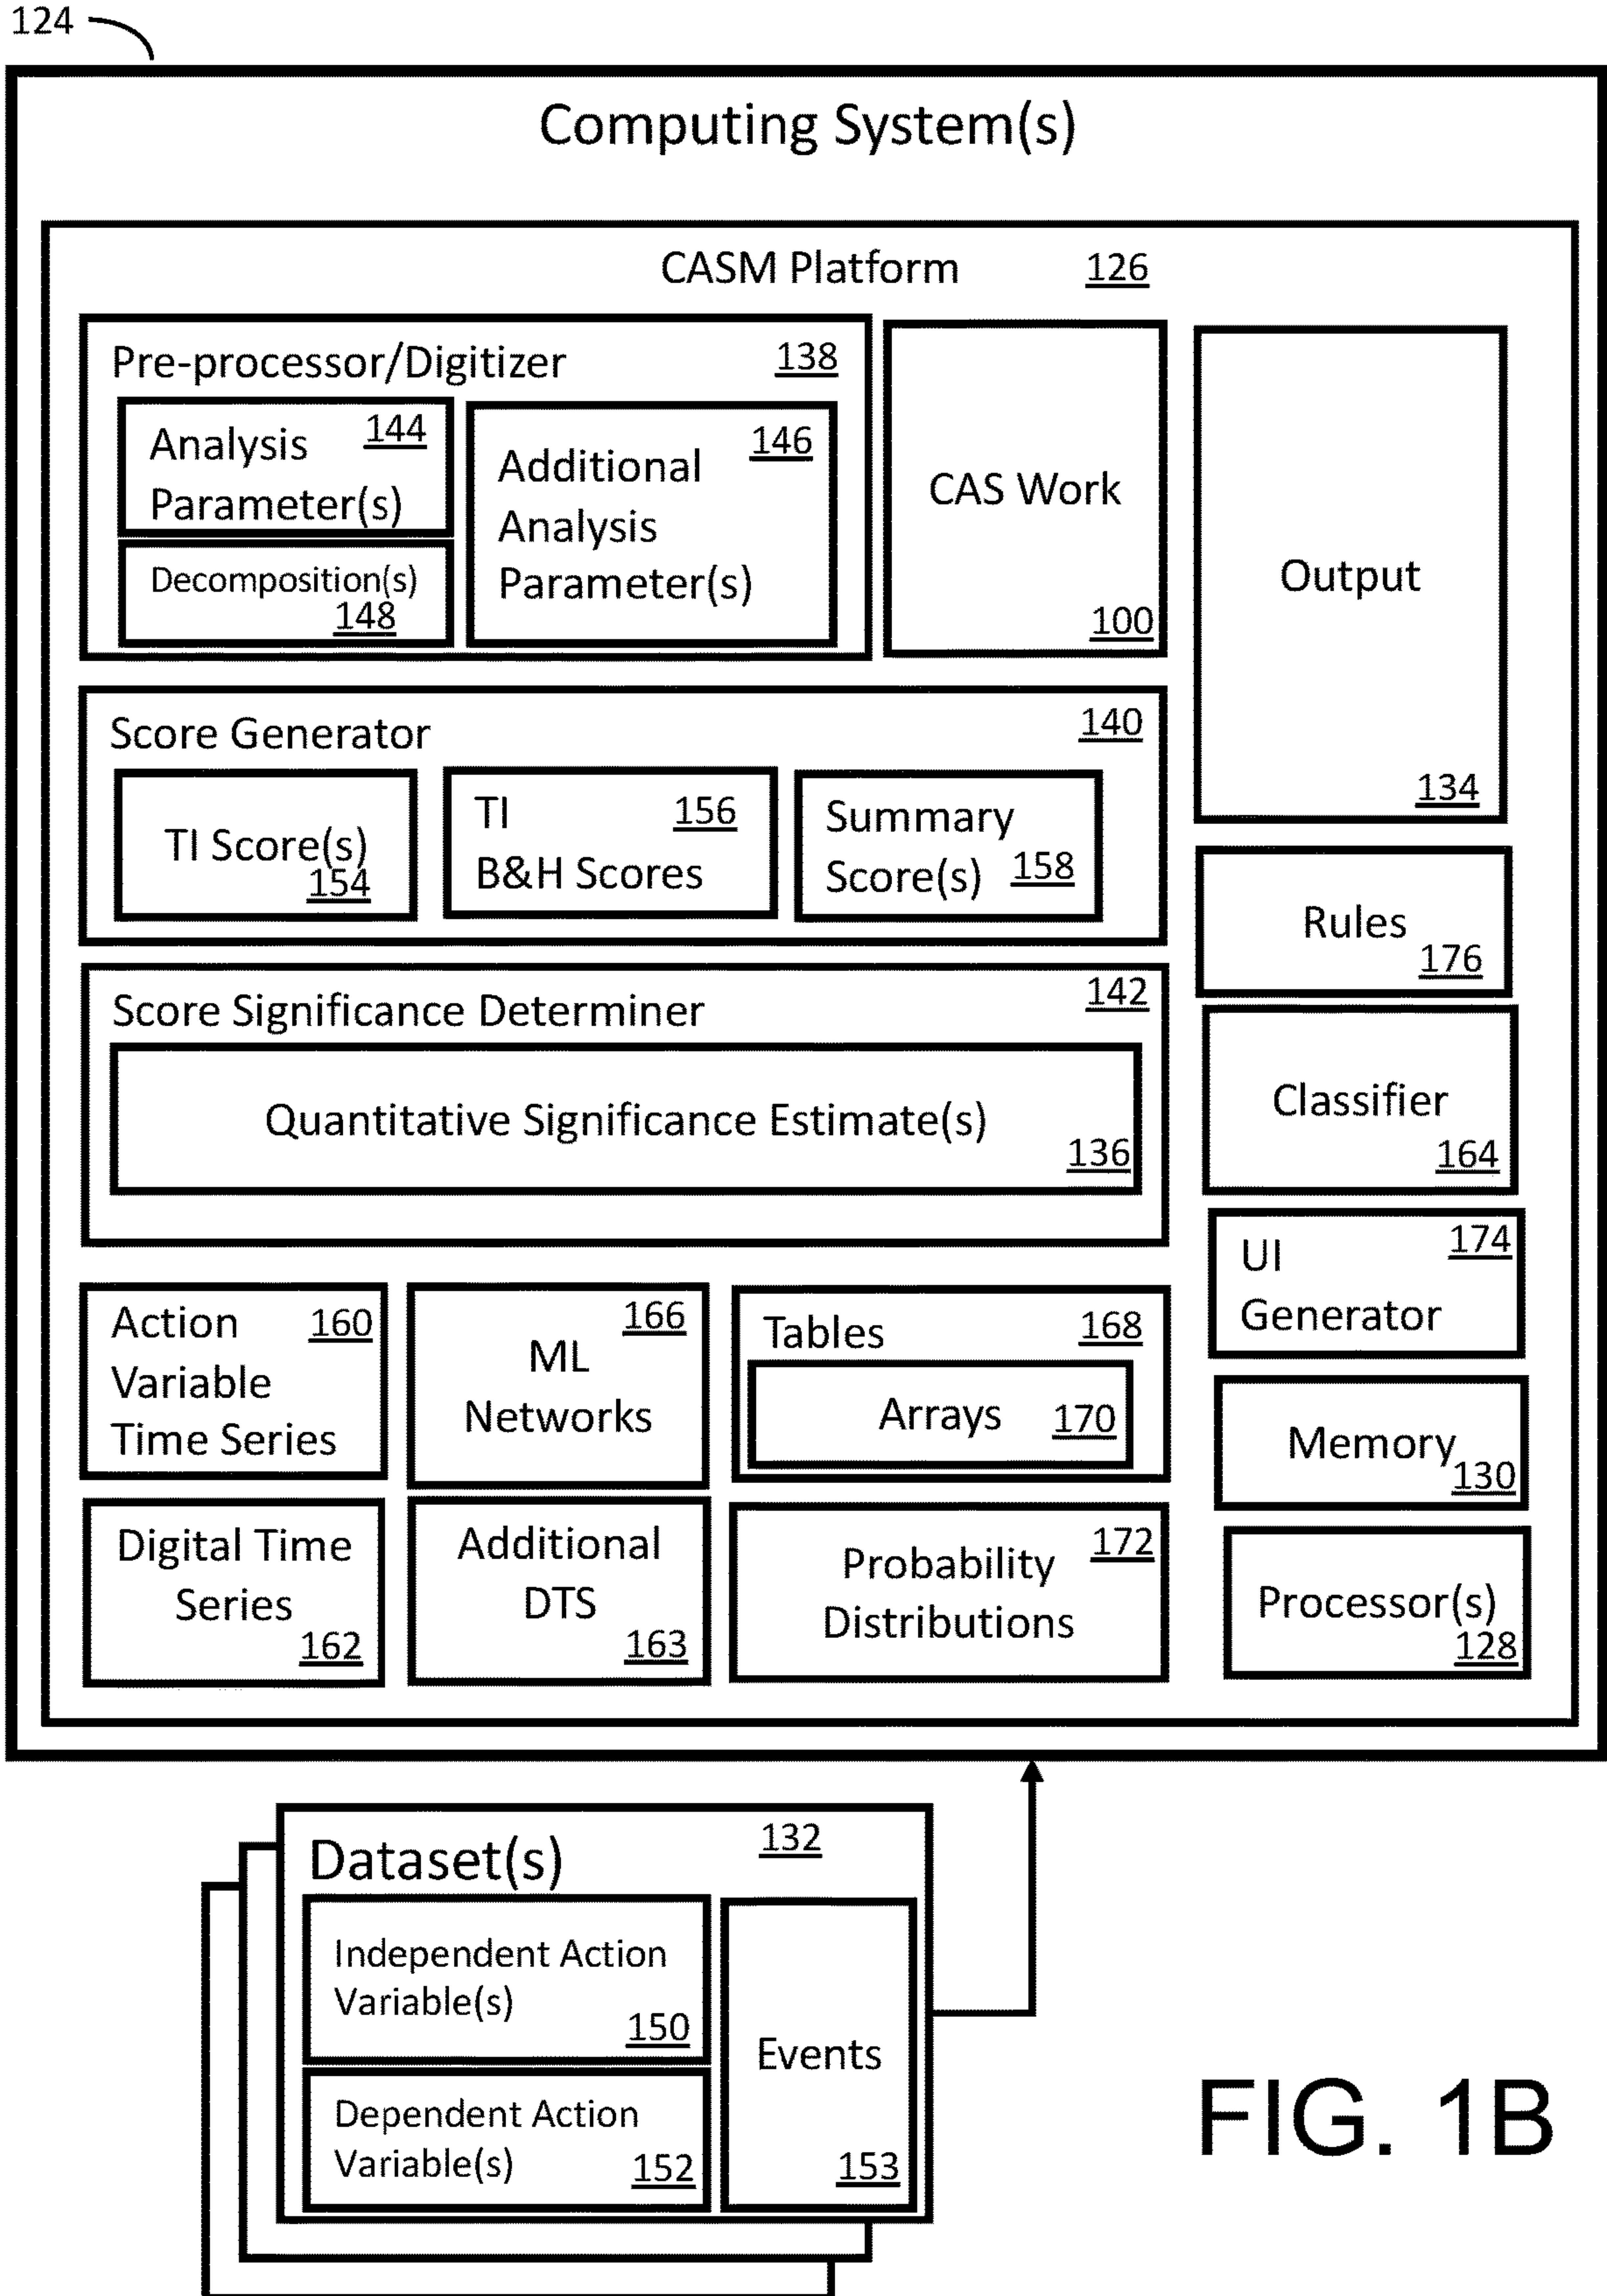 124
Computing System(s)
CASM Platform 126
Pre-processor/Digitizer 138
Analysis 144
Parameter(s)
Decomposition(s)
148
Additional 146
Analysis
Parameter(s)
CAS Work
100
Output
134
Score Generator 140
TI Score(s)
154
TI 156
B&H Scores
Summary
Score(s) 158
Rules
176
Score Significance Determiner 142
Quantitative Significance Estimate(s)
136
Classifier
164
UI 174
Generator
Action 160
Variable
Time Series
166
ML
Networks
Tables 168
Arrays 170
Memory
130
Digital Time
Series
162
Additional
DTS
163
172
Probability
Distributions
Processor(s)
128
Dataset(s) 132
Independent Action
Variable(s)
150
Dependent Action
Variable(s)
152
Events
153
FIG. 1B